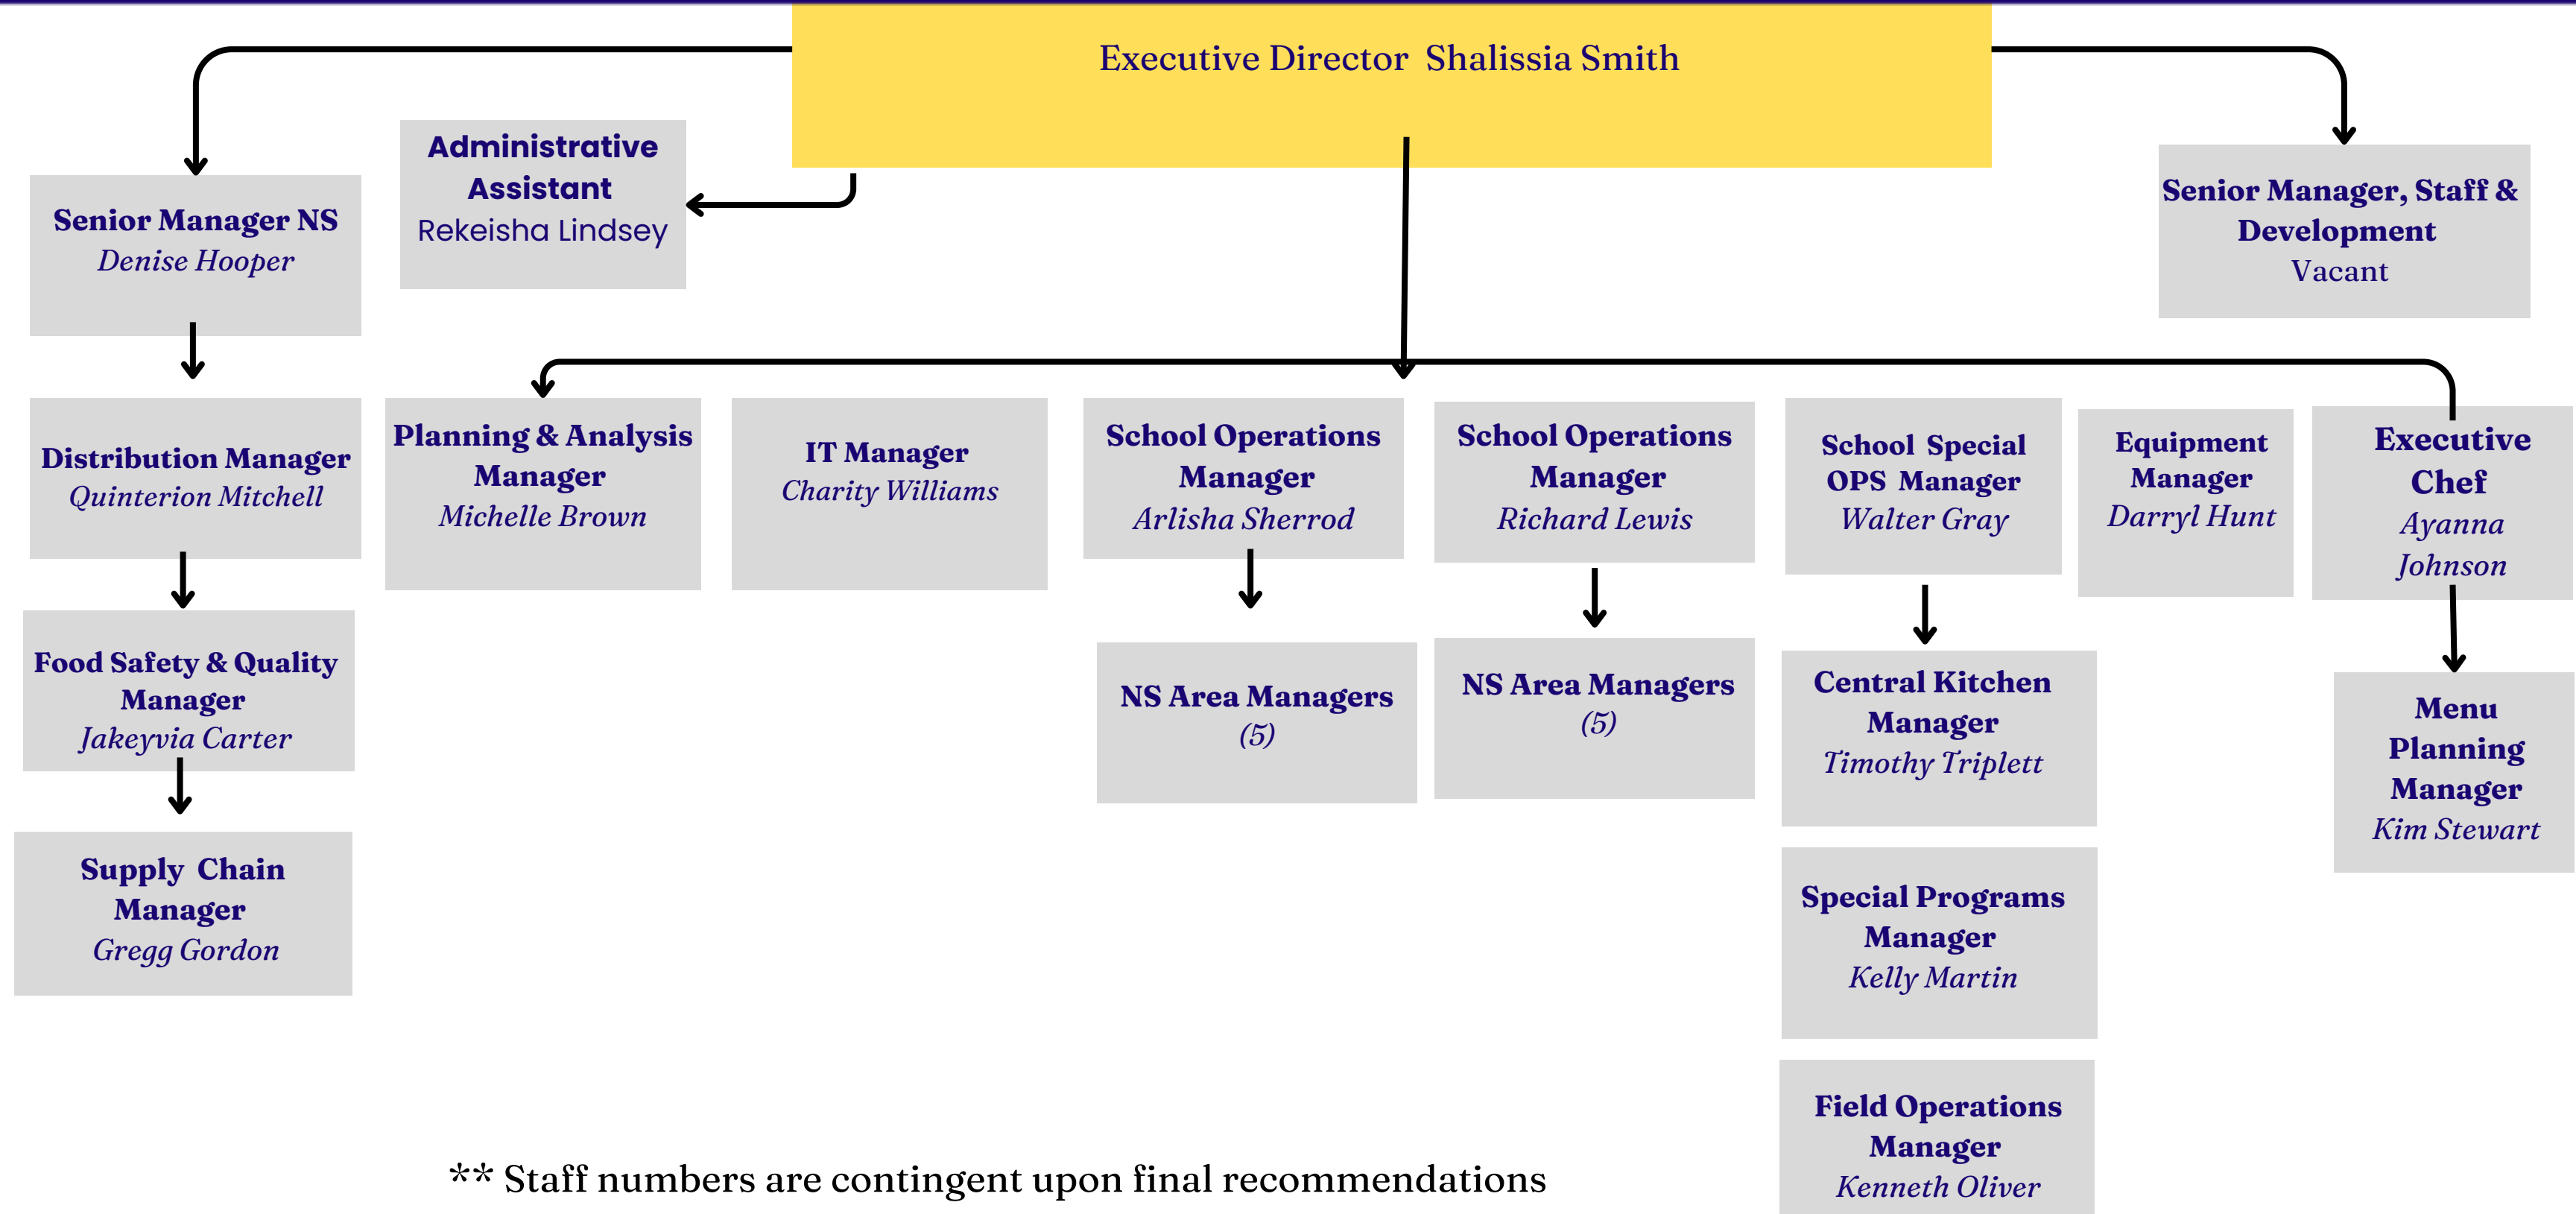 Executive Director Shalissia Smith
Administrative
Assistant
Rekeisha Lindsey
Senior Manager NS
Denise Hooper
Senior Manager, Staff &
Development
Vacant
Distribution Manager
Quinterion Mitchell
Planning & Analysis
Manager
Michelle Brown
IT Manager
Charity Williams
School Operations
Manager
Arlisha Sherrod
School Operations
Manager
Richard Lewis
School Special
OPS Manager
Walter Gray
Equipment
Manager
Darryl Hunt
Executive
Chef
Ayanna
Johnson
Food Safety & Quality
Manager
Jakeyvia Carter
NS Area Managers
(5)
NS Area Managers
(5)
Central Kitchen
Manager
Timothy Triplett
Menu
Planning
Manager
Kim Stewart
Supply Chain
Manager
Gregg Gordon
Special Programs
Manager
Kelly Martin
Field Operations
Manager
Kenneth Oliver
** Staff numbers are contingent upon final recommendations